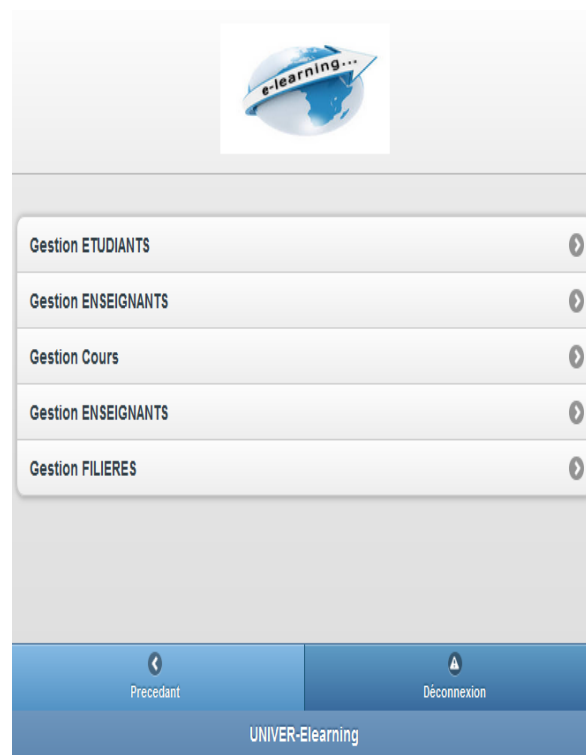 e-learning...
Gestion ETUDIANTS
Gestion ENSEIGNANTS
Gestion Cours
Gestion ENSEIGNANTS
Gestion FILIERES
Precedant
Déconnexion
UNIVER-Elearning